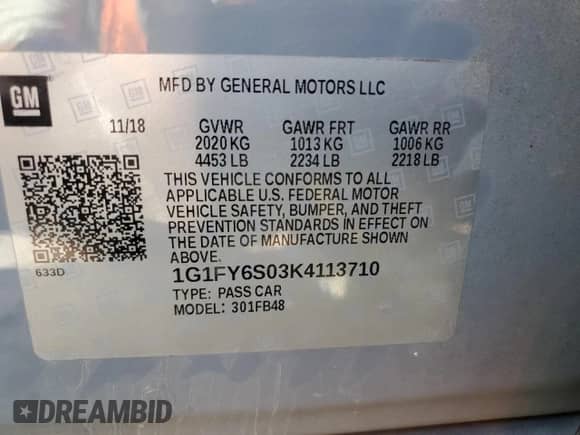 GM
MFD BY GENERAL MOTORS LLC
11/18 GVWR GAWR FRT GAWR RR
2020 KG 1013 KG 1006 KG
4453 LB 2234 LB 2218 LB
THIS VEHICLE CONFORMS TO ALL
APPLICABLE U.S. FEDERAL MOTOR
VEHICLE SAFETY, BUMPER, AND THEFT
PREVENTION STANDARDS IN EFFECT ON
THE DATE OF MANUFACTURE SHOWN
ABOVE.
633D
1G1FY6S03K4113710
TYPE: PASS CAR
MODEL: 301FB48
DREAMBID